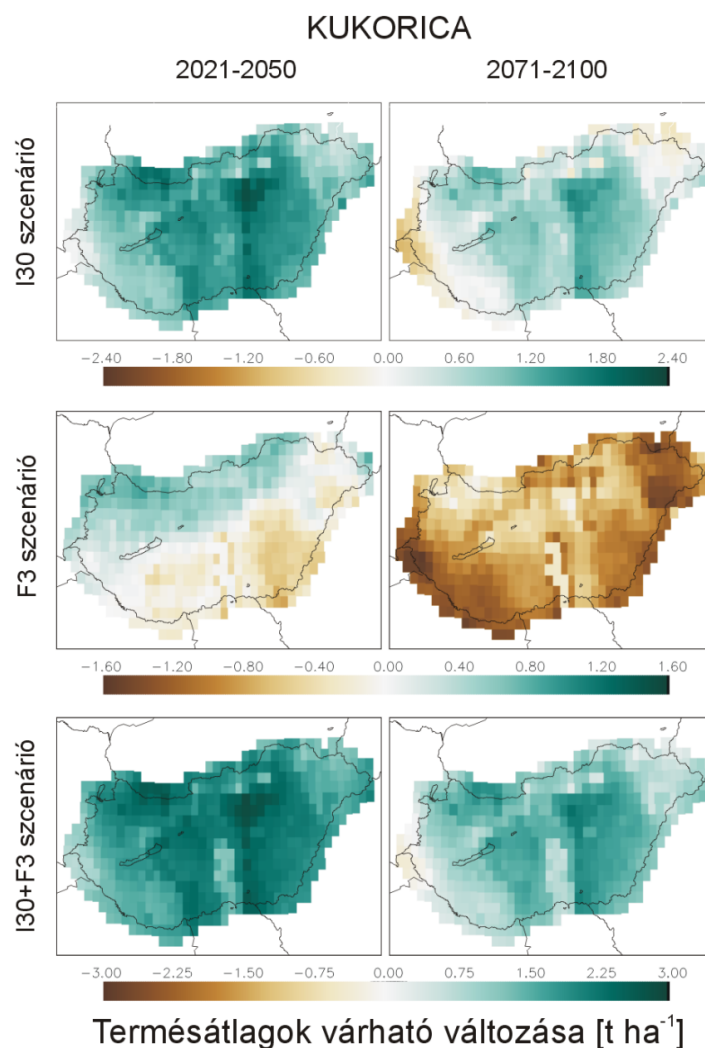 KUKORICA
2021-2050 2071-2100
I30 szcenárió
−2.40 −1.80 −1.20 −0.60 0.00 0.60 1.20 1.80 2.40
F3 szcenárió
−1.60 −1.20 −0.80 −0.40 0.00 0.40 0.80 1.20 1.60
I30+F3 szcenárió
−3.00 −2.25 −1.50 −0.75 0.00 0.75 1.50 2.25 3.00
Termésátlagok várható változása [t ha⁻¹]